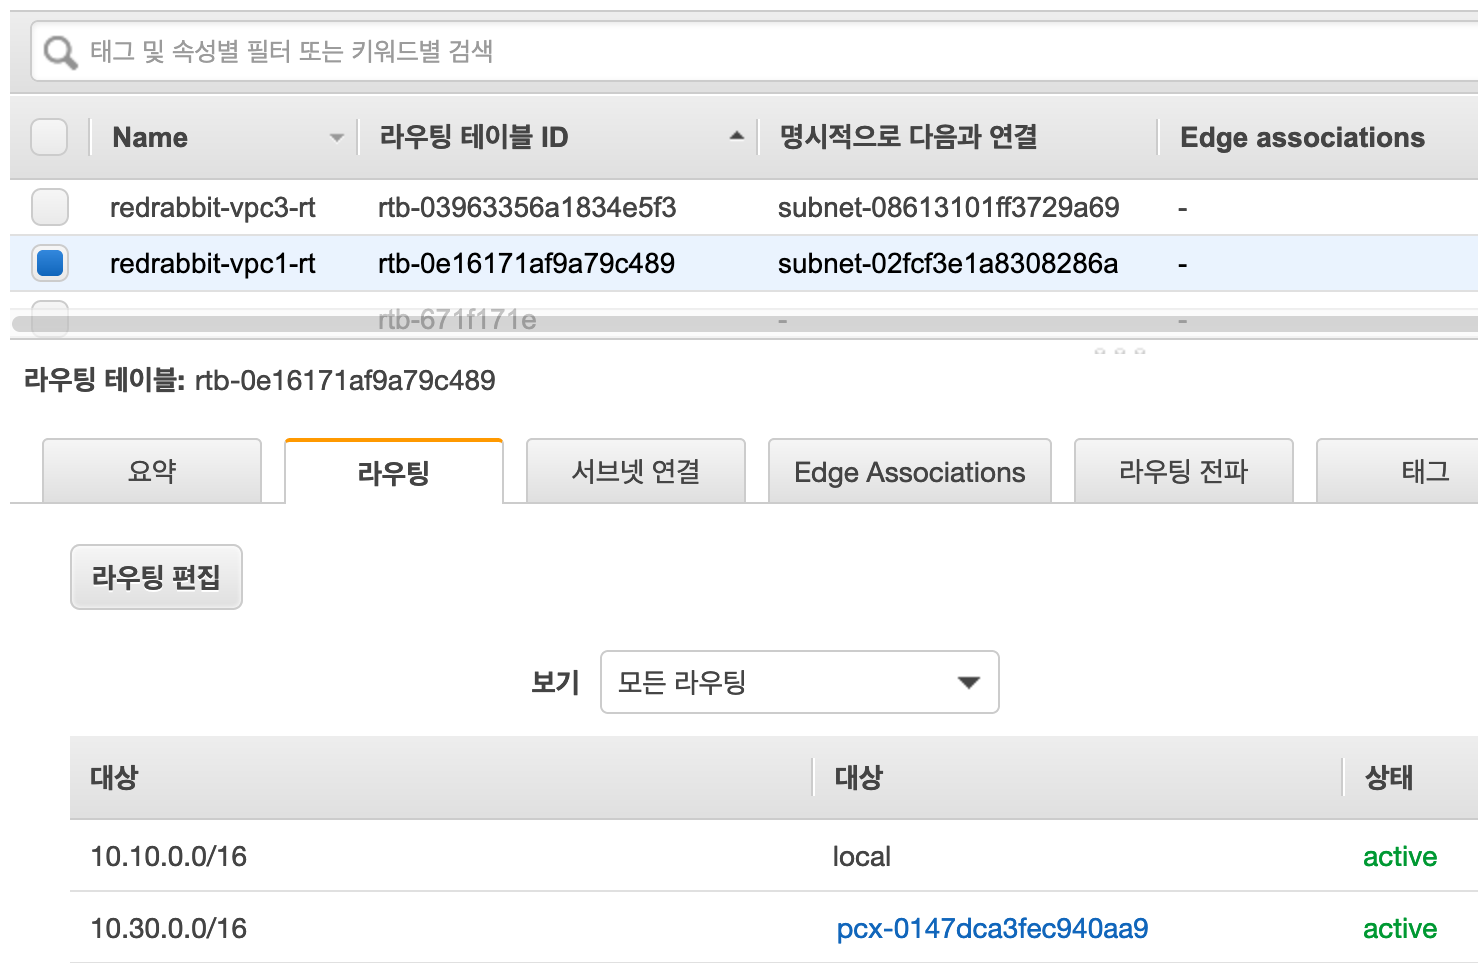 태그 및 속성별 필터 또는 키워드별 검색
Name 라우팅 테이블 ID 명시적으로 다음과 연결 Edge associations
redrabbit-vpc3-rt rtb-03963356a1834e5f3 subnet-08613101ff3729a69 -
redrabbit-vpc1-rt rtb-0e16171af9a79c489 subnet-02fcf3e1a8308286a -
rtb-671f171e - -
라우팅 테이블: rtb-0e16171af9a79c489
요약 라우팅 서브넷 연결 Edge Associations 라우팅 전파 태그
라우팅 편집
보기 모든 라우팅
대상 대상 상태
10.10.0.0/16 local active
10.30.0.0/16 pcx-0147dca3fec940aa9 active